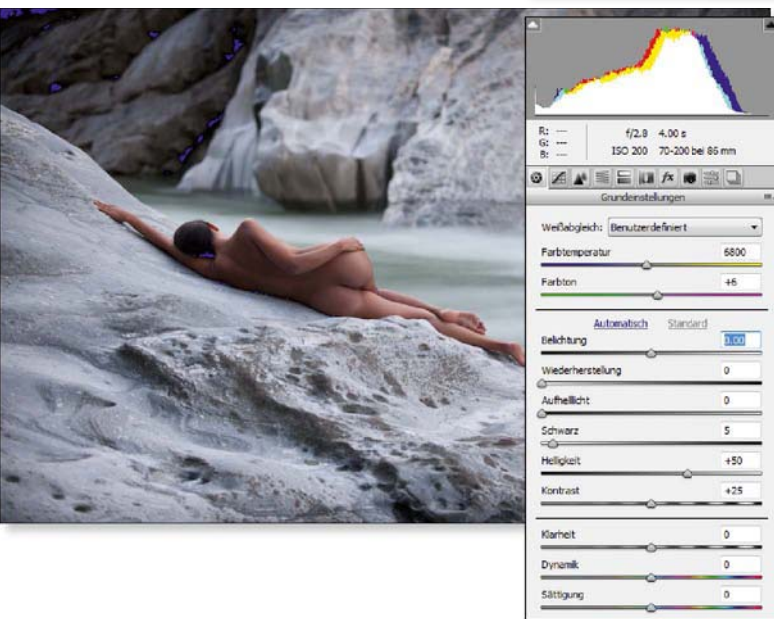 R: ---
G: ---
B: ---
f/2.8 4.00 s
ISO 200 70-200 bei 86 mm
fx
Grundeinstellungen
Weißabgleich: Benutzerdefiniert
Farbtemperatur 6800
Farbton +6
Automatisch Standard
Belichtung 0.00
Wiederherstellung 0
Aufhelllicht 0
Schwarz 5
Helligkeit +50
Kontrast +25
Klarheit 0
Dynamik 0
Sättigung 0